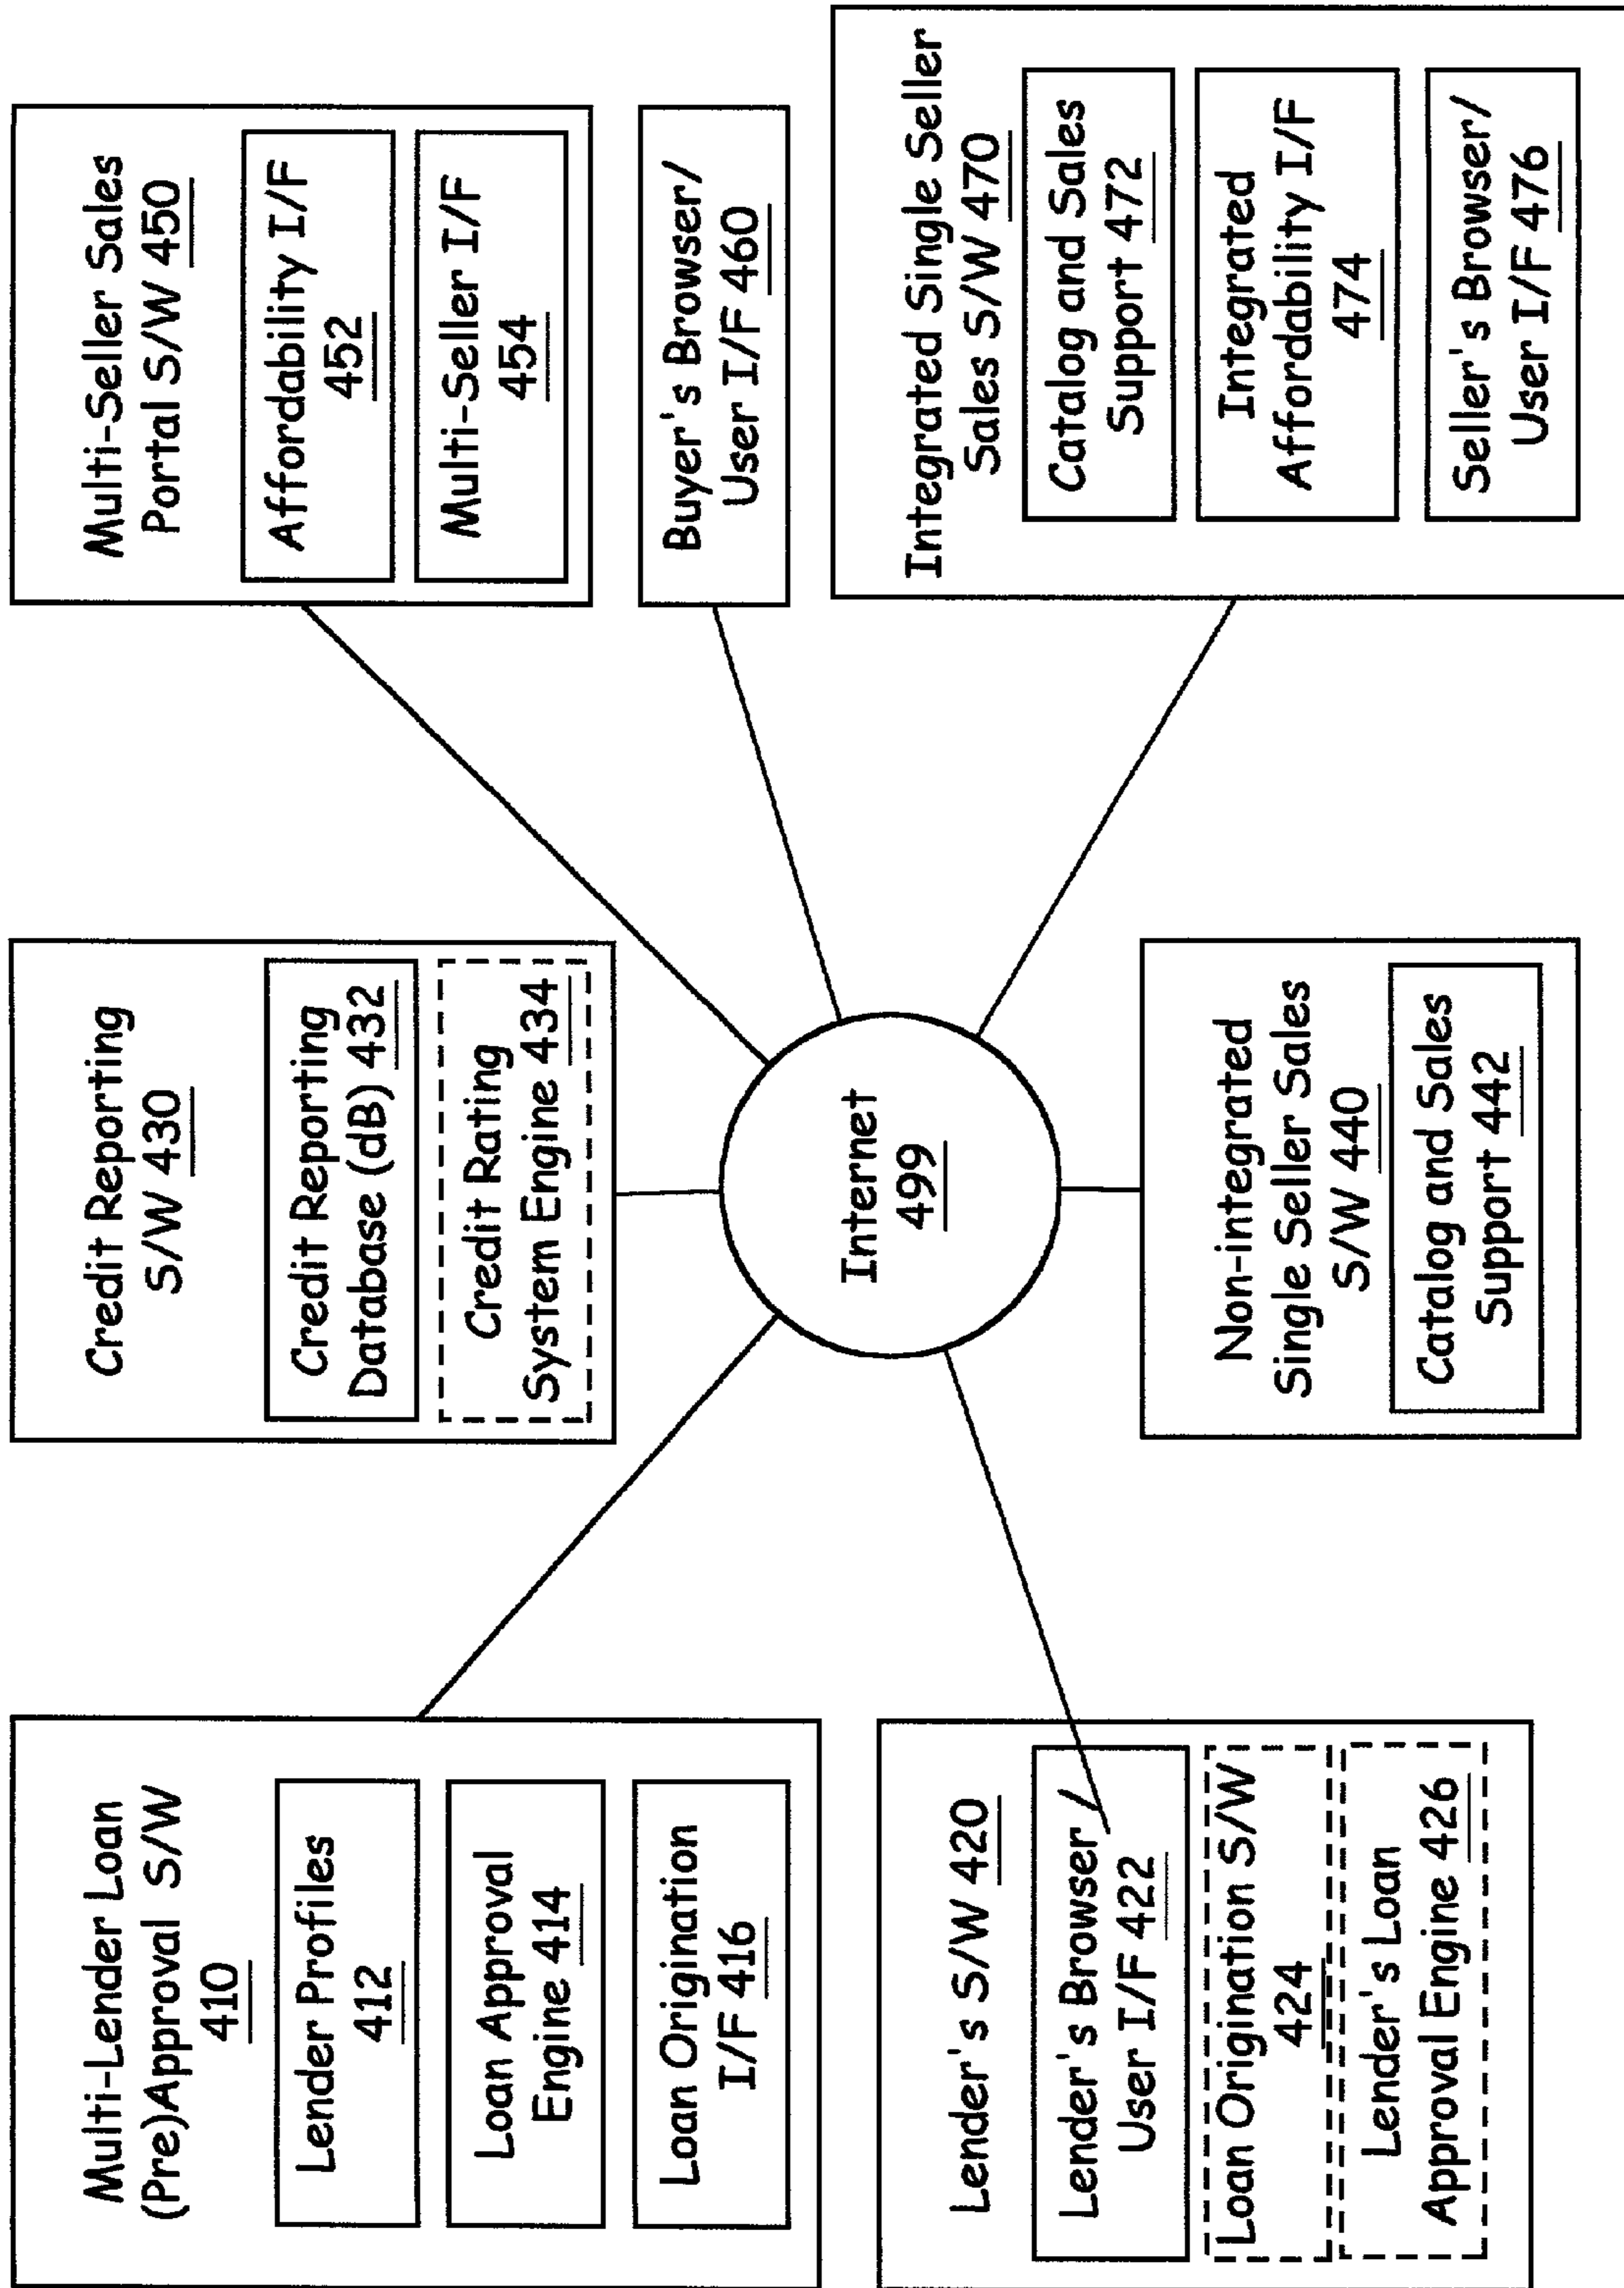 Multi-Lender Loan
(Pre)Approval S/W
410
Lender Profiles
412
Loan Approval
Engine 414
Loan Origination
I/F 416
Credit Reporting
S/W 430
Credit Reporting
Database (dB) 432
Credit Rating
System Engine 434
Multi-Seller Sales
Portal S/W 450
Affordability I/F
452
Multi-Seller I/F
454
Buyer's Browser/
User I/F 460
Internet
499
Lender's S/W 420
Lender's Browser /
User I/F 422
Loan Origination S/W
424
Lender's Loan
Approval Engine 426
Non-integrated
Single Seller Sales
S/W 440
Catalog and Sales
Support 442
Integrated Single Seller
Sales S/W 470
Catalog and Sales
Support 472
Integrated
Affordability I/F
474
Seller's Browser/
User I/F 476